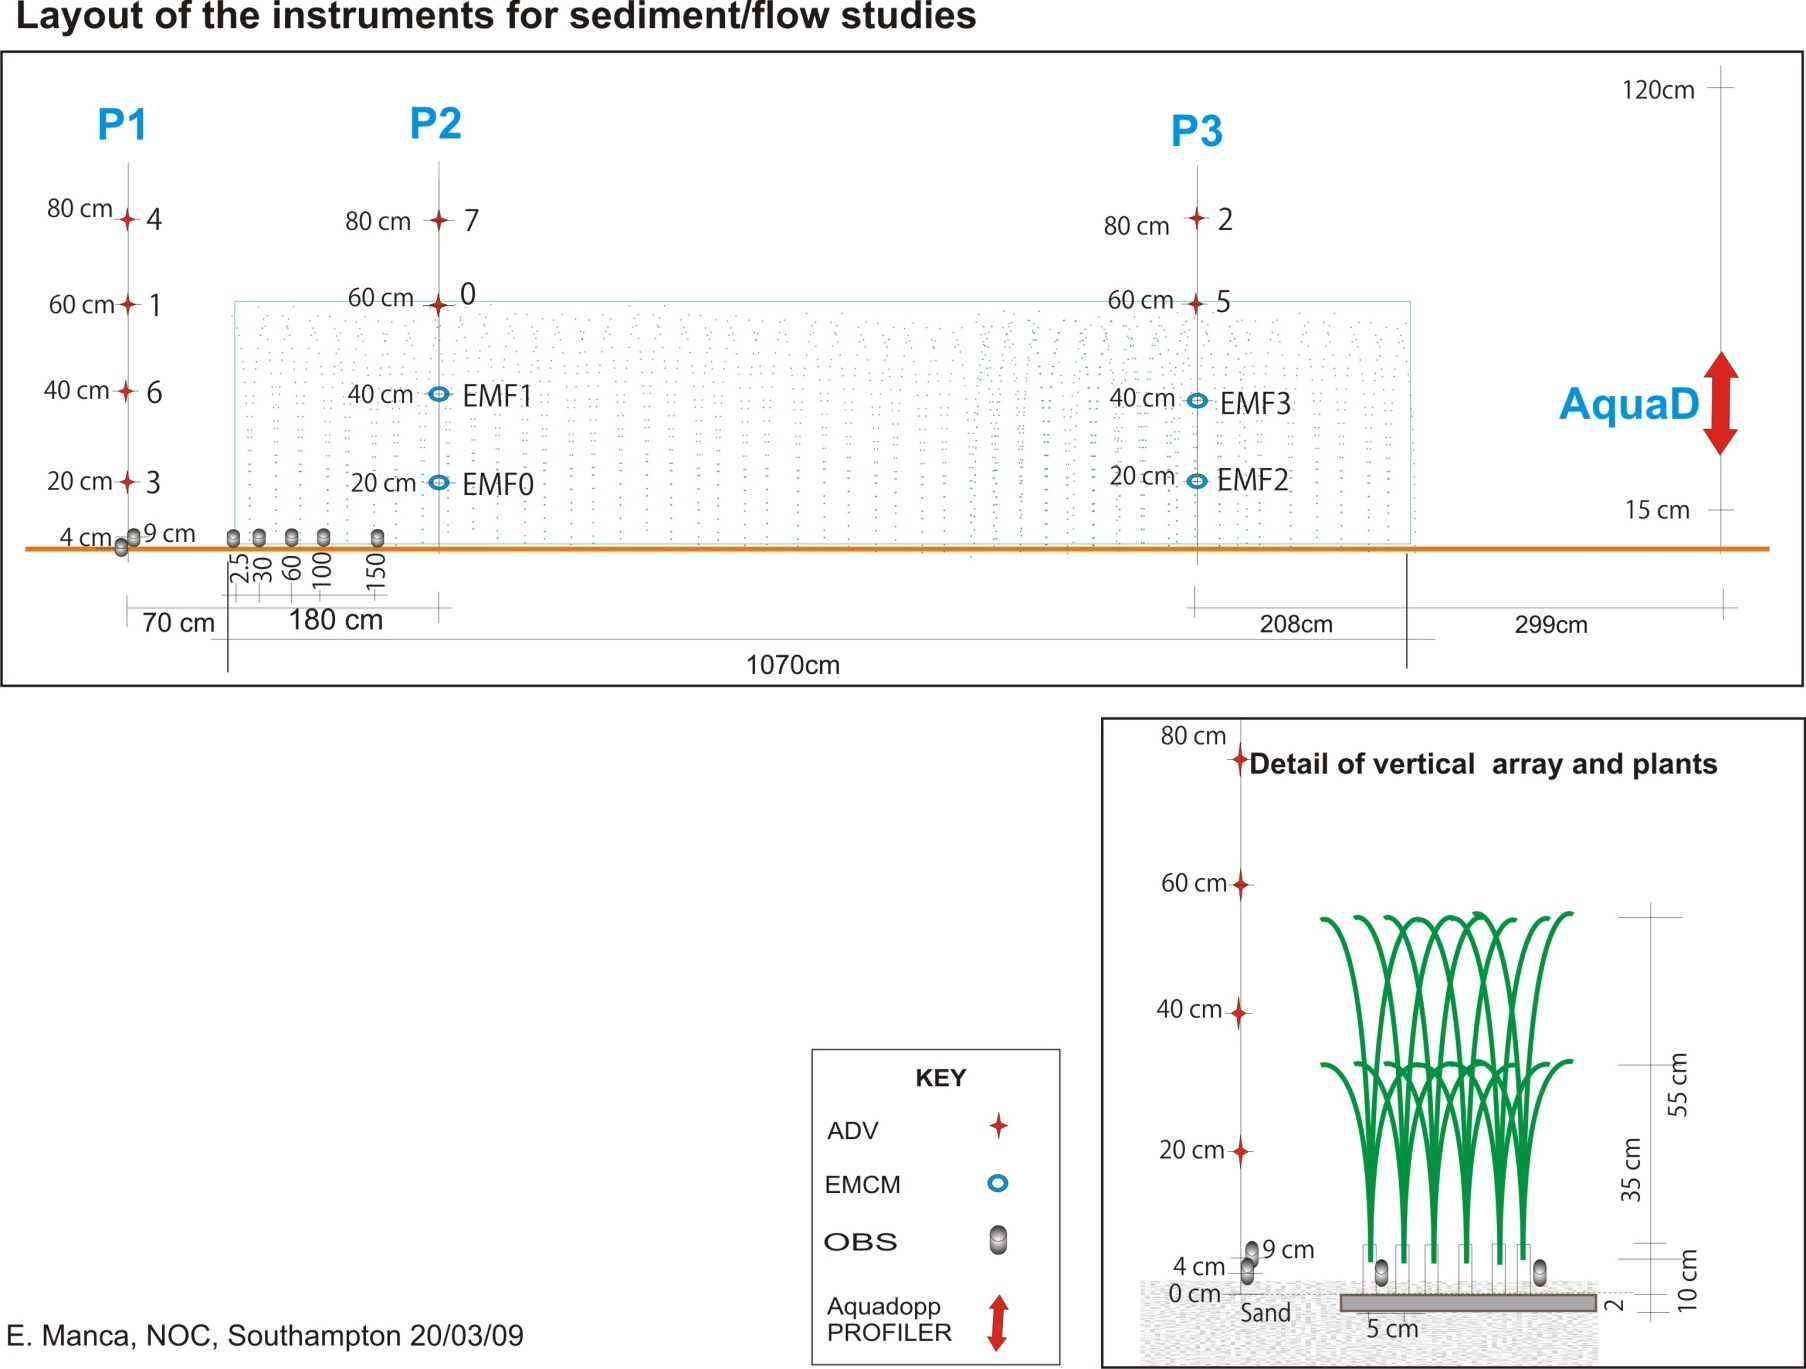 Layout of the instruments for sediment/flow studies
P1
P2
P3
120cm
80 cm 4
80 cm 7
80 cm 2
60 cm 1
60 cm 0
60 cm 5
40 cm 6
40 cm EMF1
40 cm EMF3
AquaD
20 cm 3
20 cm EMF0
20 cm EMF2
15 cm
4 cm 9 cm
2.5 30 60 100 150
70 cm 180 cm 208cm 299cm
1070cm
80 cm
Detail of vertical array and plants
60 cm
40 cm
55 cm
20 cm
35 cm
9 cm
4 cm
0 cm
10 cm
Sand
2
5 cm
KEY
ADV
EMCM
OBS
Aquadopp
PROFILER
E. Manca, NOC, Southampton 20/03/09